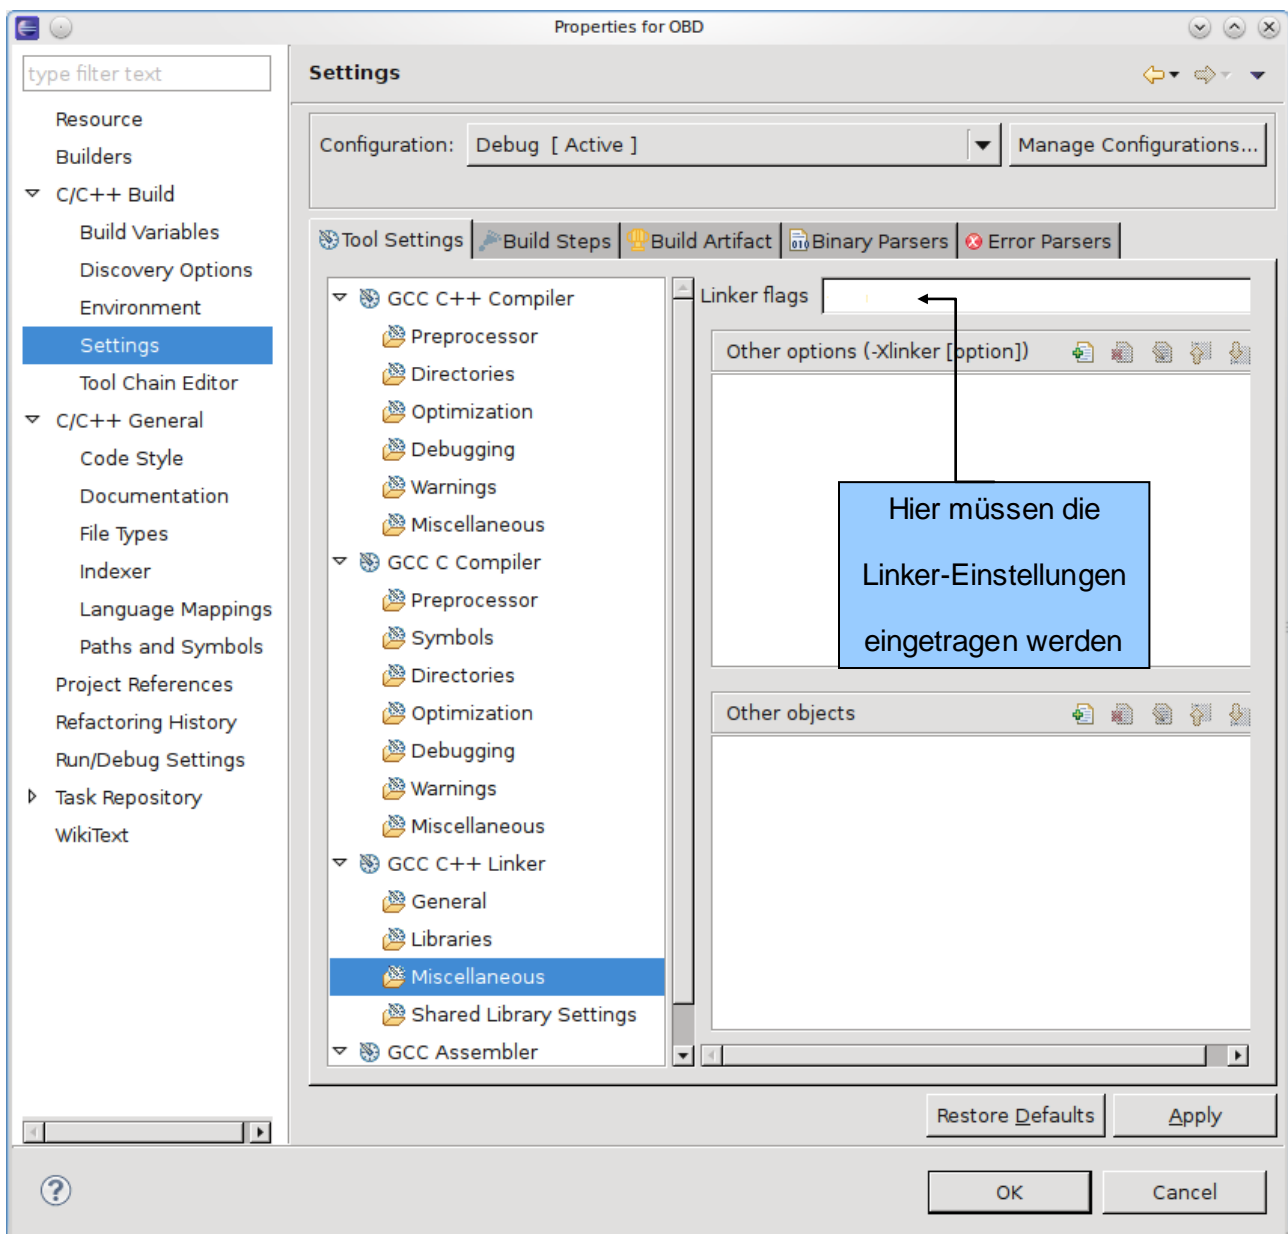 Properties for OBD
type filter text
Settings
Resource
Builders
C/C++ Build
Build Variables
Discovery Options
Environment
Settings
Tool Chain Editor
C/C++ General
Code Style
Documentation
File Types
Indexer
Language Mappings
Paths and Symbols
Project References
Refactoring History
Run/Debug Settings
Task Repository
WikiText
Configuration:
Debug [ Active ]
Manage Configurations...
Tool Settings
Build Steps
Build Artifact
Binary Parsers
Error Parsers
GCC C++ Compiler
Preprocessor
Directories
Optimization
Debugging
Warnings
Miscellaneous
GCC C Compiler
Preprocessor
Symbols
Directories
Optimization
Debugging
Warnings
Miscellaneous
GCC C++ Linker
General
Libraries
Miscellaneous
Shared Library Settings
GCC Assembler
Linker flags
Other options (-Xlinker [option])
Hier müssen die
Linker-Einstellungen
eingetragen werden
Other objects
Restore Defaults
Apply
OK
Cancel